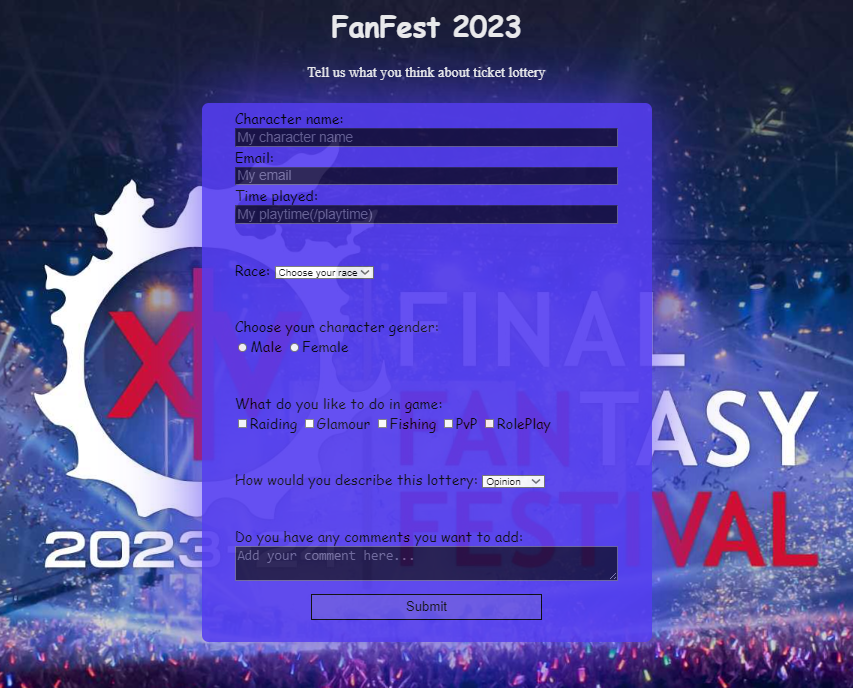 FanFest 2023
Tell us what you think about ticket lottery
Character name:
My character name
Email:
My email
Time played:
My playtime(/playtime)
Race: Choose your race
Choose your character gender:
Male Female
What do you like to do in game:
Raiding Glamour Fishing PvP RolePlay
How would you describe this lottery: Opinion
Do you have any comments you want to add:
Add your comment here...
Submit
XIV
FINAL
FANTASY
FESTIVAL
2023